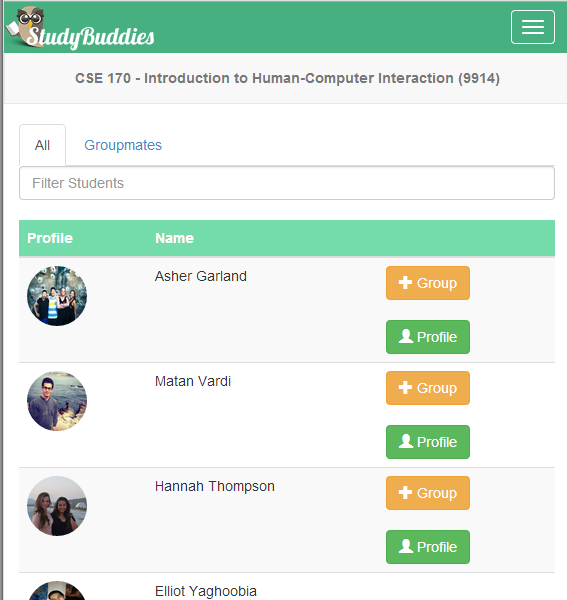 StudyBuddies
CSE 170 - Introduction to Human-Computer Interaction (9914)
All Groupmates
Filter Students
Profile Name
Asher Garland Group
Profile
Matan Vardi Group
Profile
Hannah Thompson Group
Profile
Elliot Yaghoobia